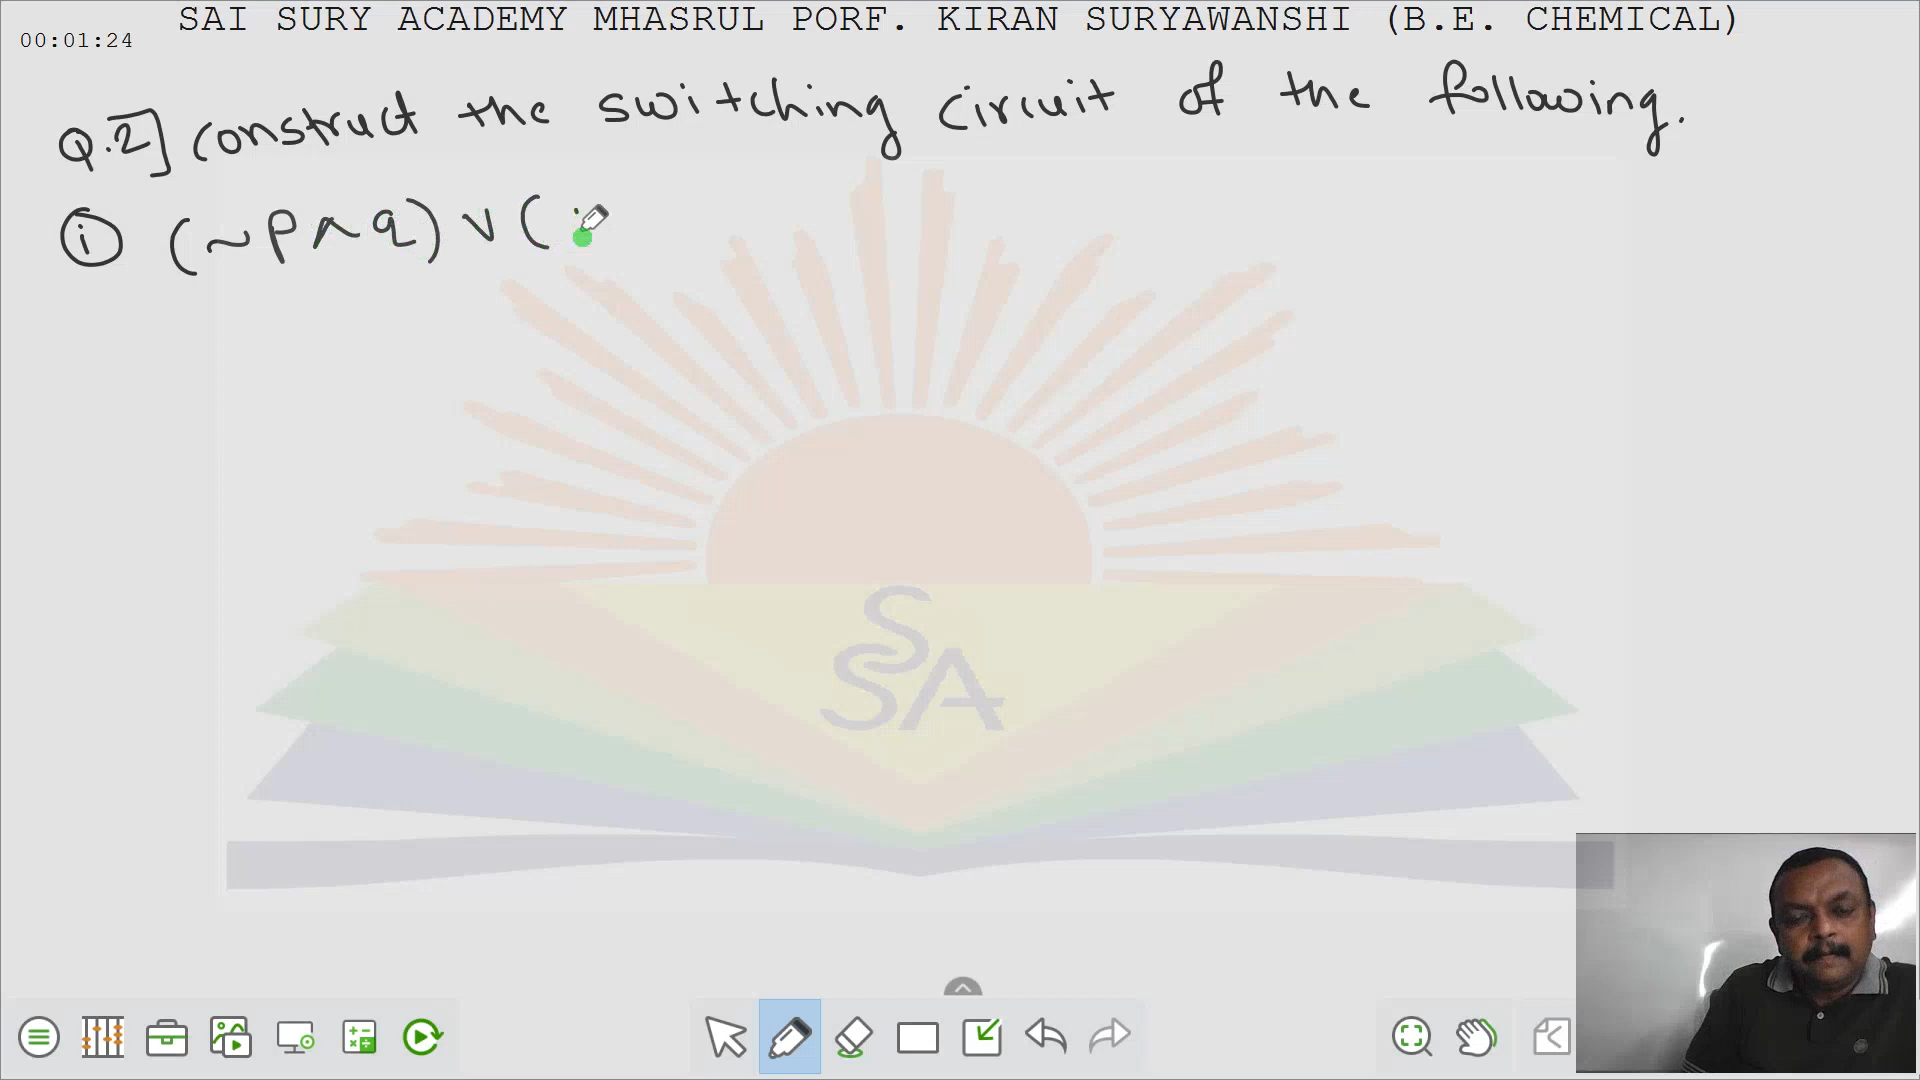 SAI SURY ACADEMY MHASRUL PORF. KIRAN SURYAWANSHI (B.E. CHEMICAL)
00:01:24
Q.2] construct the switching circuit of the following.
(i) (~p∧q)∨(
SSA